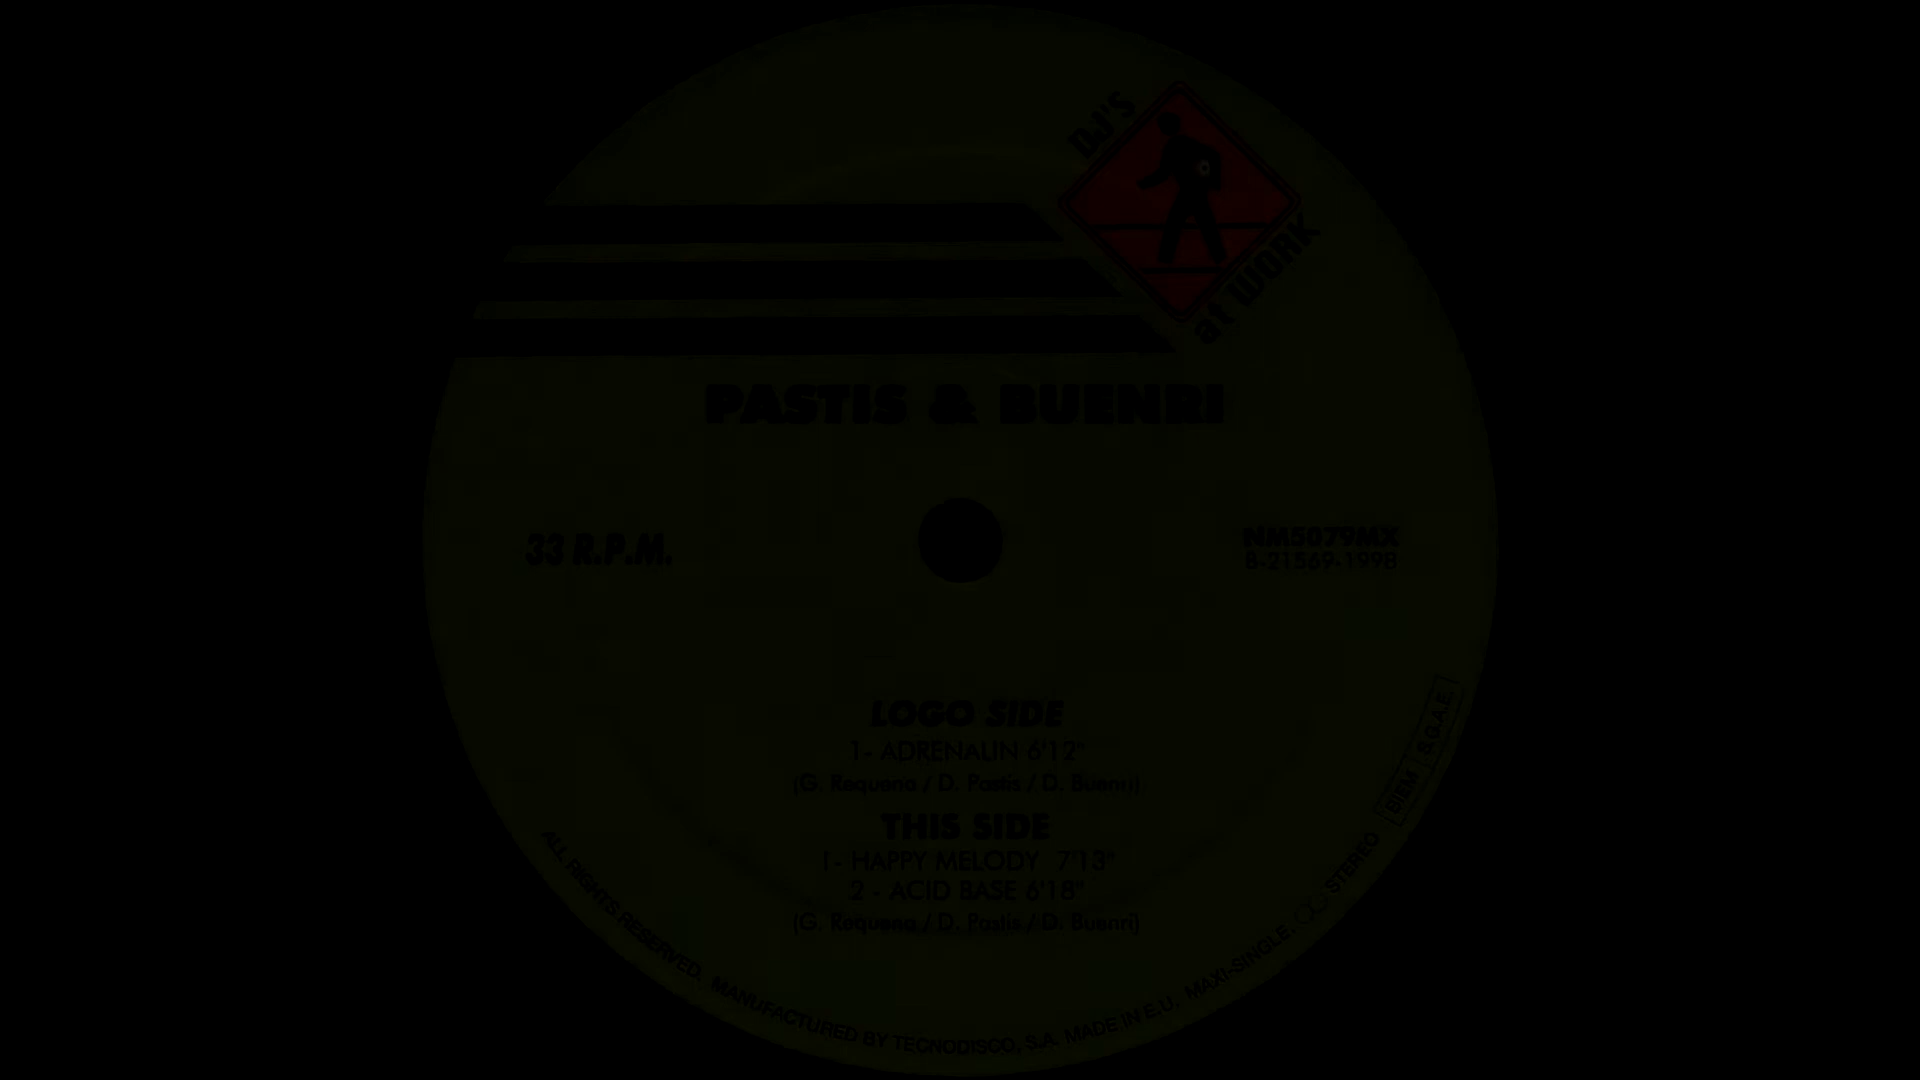 DJ'S
at WORK
PASTIS & BUENRI
33 R.P.M.
NM5079MX
B-21569-1998
LOGO SIDE
1- ADRENALIN 6'12"
(G. Requena / D. Pastis / D. Buenri)
THIS SIDE
1- HAPPY MELODY 7'13"
2 - ACID BASE 6'18"
(G. Requena / D. Pastis / D. Buenri)
ALL RIGHTS RESERVED. MANUFACTURED BY TECNODISCO, S.A. MADE IN E.U. MAXI-SINGLE. STEREO
BIEM S.G.A.E.